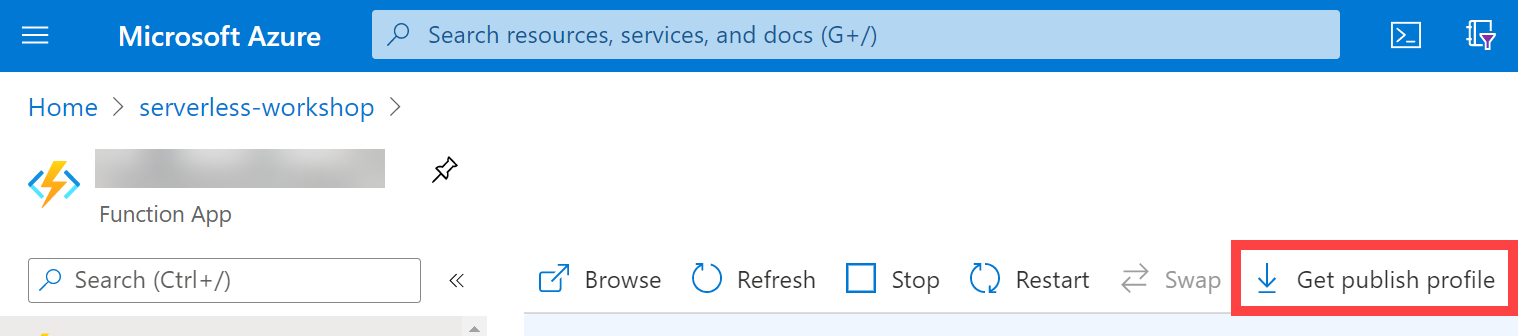 Microsoft Azure
Search resources, services, and docs (G+/)
Home > serverless-workshop >
Function App
Search (Ctrl+/)
«
Browse Refresh Stop Restart Swap Get publish profile